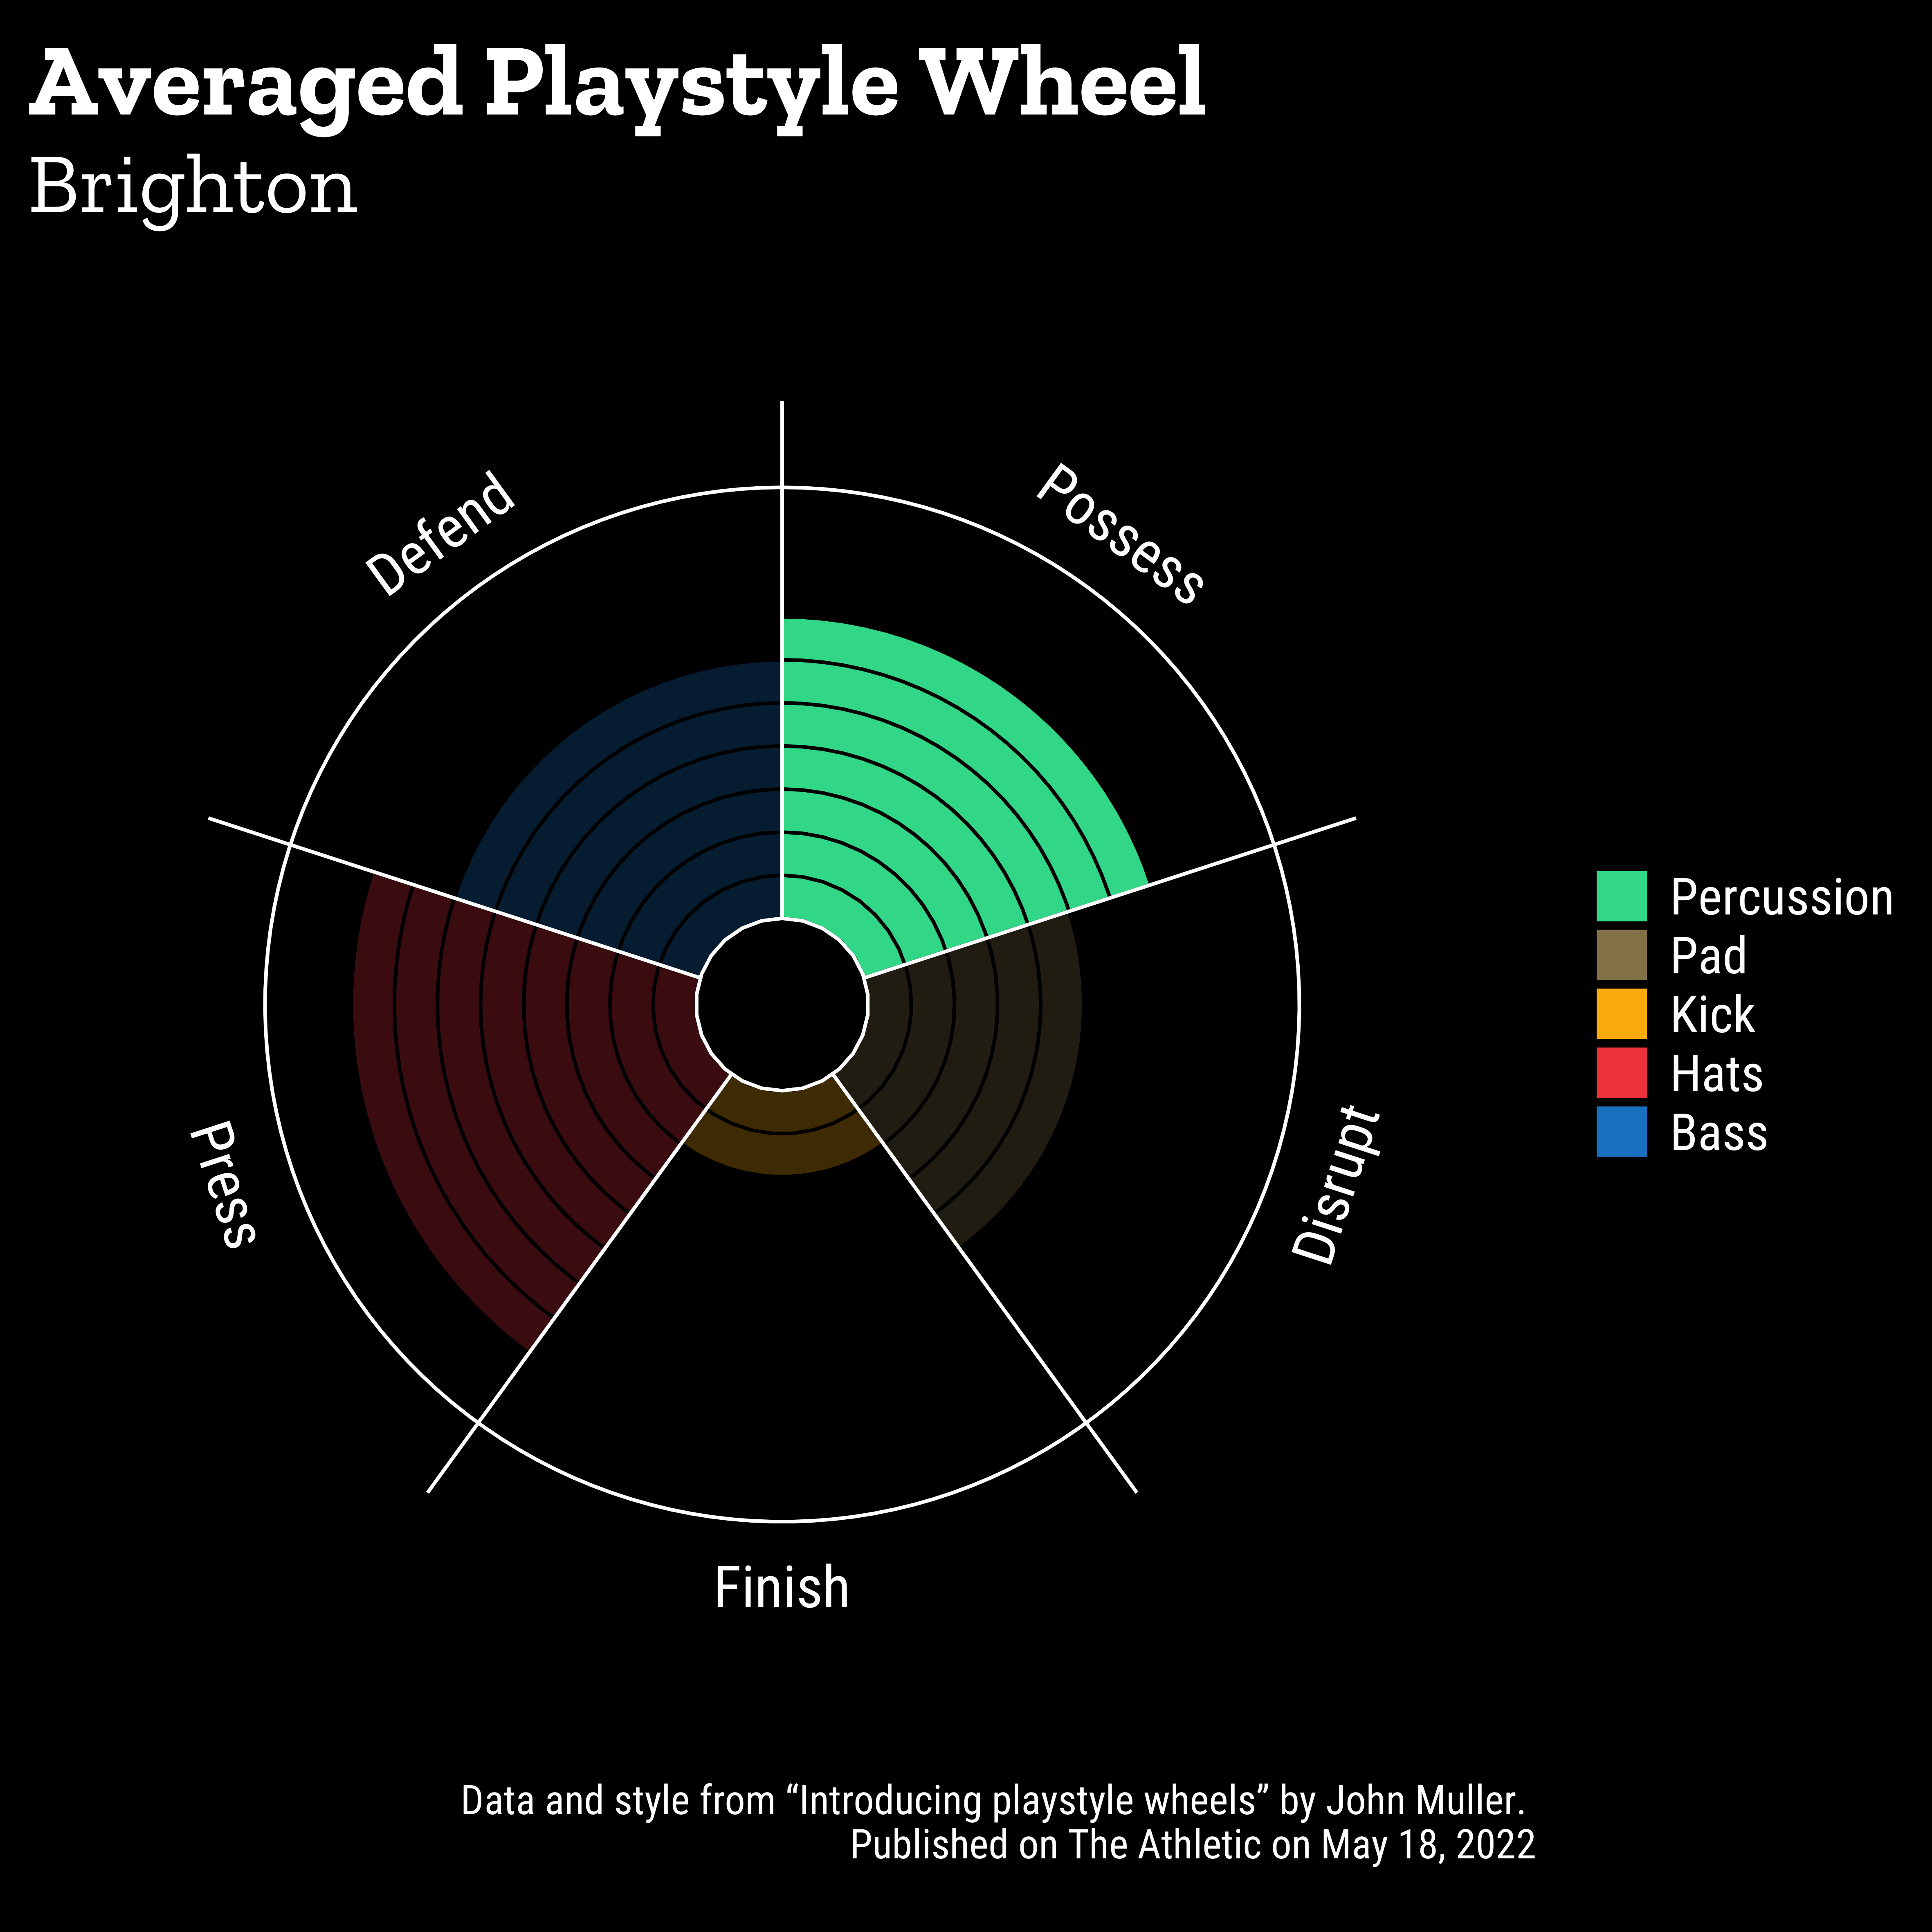 Averaged Playstyle Wheel
Brighton
Defend
Possess
Press
Disrupt
Finish
Percussion
Pad
Kick
Hats
Bass
Data and style from “Introducing playstyle wheels” by John Muller.
Published on The Athletic on May 18, 2022